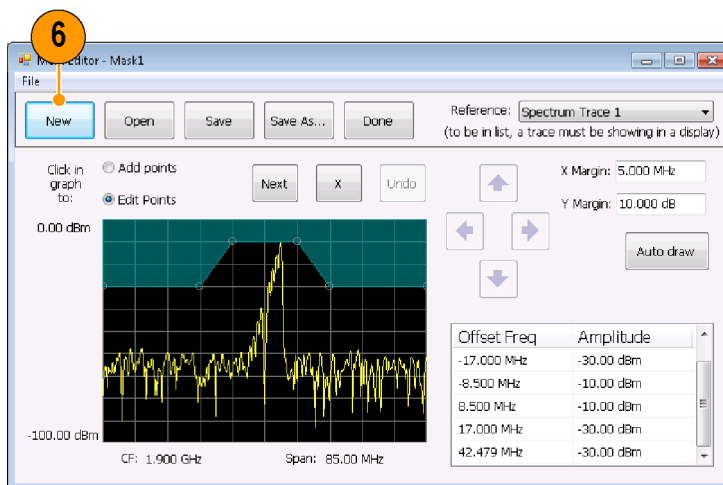 6
Editor - Mask1
File
New Open Save Save As... Done
Reference: Spectrum Trace 1
(to be in list, a trace must be showing in a display)
Click in graph to:
Add points
Edit Points
Next X Undo
X Margin: 5.000 MHz
Y Margin: 10.000 dB
Auto draw
0.00 dBm
-100.00 dBm
CF: 1.900 GHz Span: 85.00 MHz
Offset Freq Amplitude
-17.000 MHz -30.00 dBm
-8.500 MHz -10.00 dBm
8.500 MHz -10.00 dBm
17.000 MHz -30.00 dBm
42.479 MHz -30.00 dBm